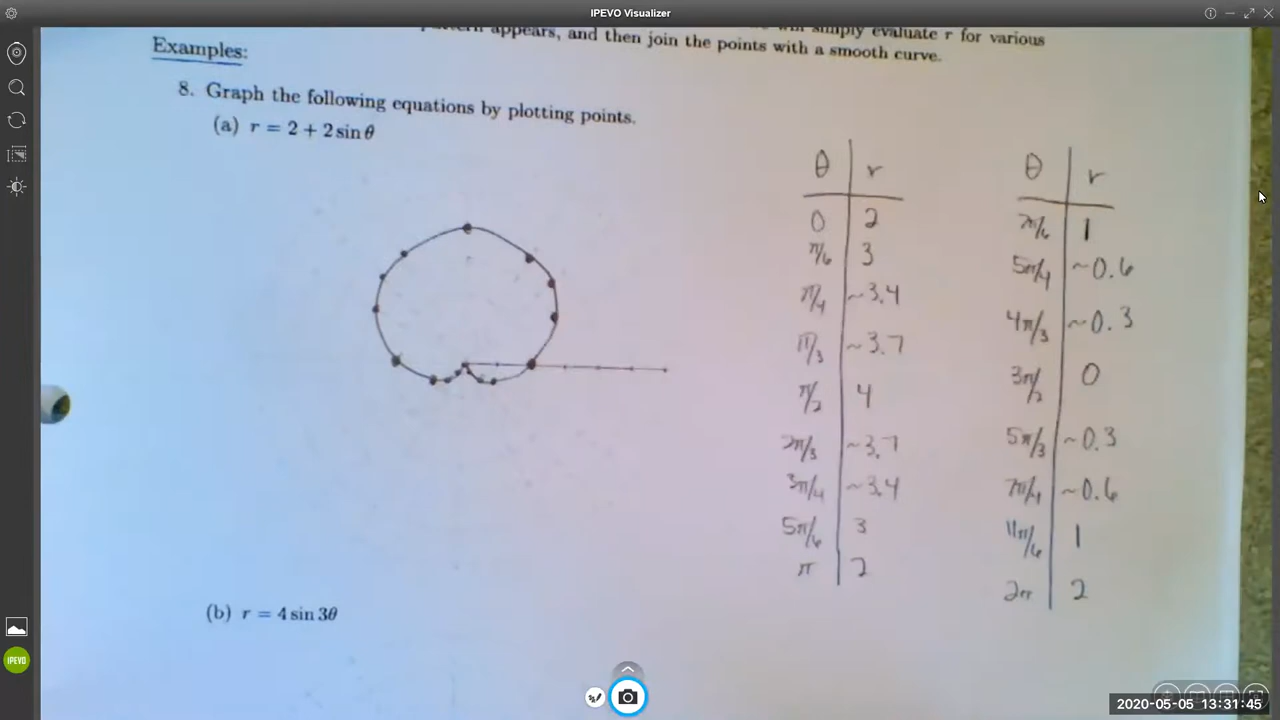 IPEVO Visualizer
appears, and then join the points with a smooth curve.
simply evaluate r for various
Examples:
8. Graph the following equations by plotting points.
(a) r = 2 + 2 sin θ
θ r
0 2
π/6 3
π/4 ~3.4
π/3 ~3.7
π/2 4
2π/3 ~3.7
3π/4 ~3.4
5π/6 3
π 2
θ r
7π/6 1
5π/4 ~0.6
4π/3 ~0.3
3π/2 0
5π/3 ~0.3
7π/4 ~0.6
11π/6 1
2π 2
(b) r = 4 sin 3θ
IPEVO
2020-05-05 13:31:45